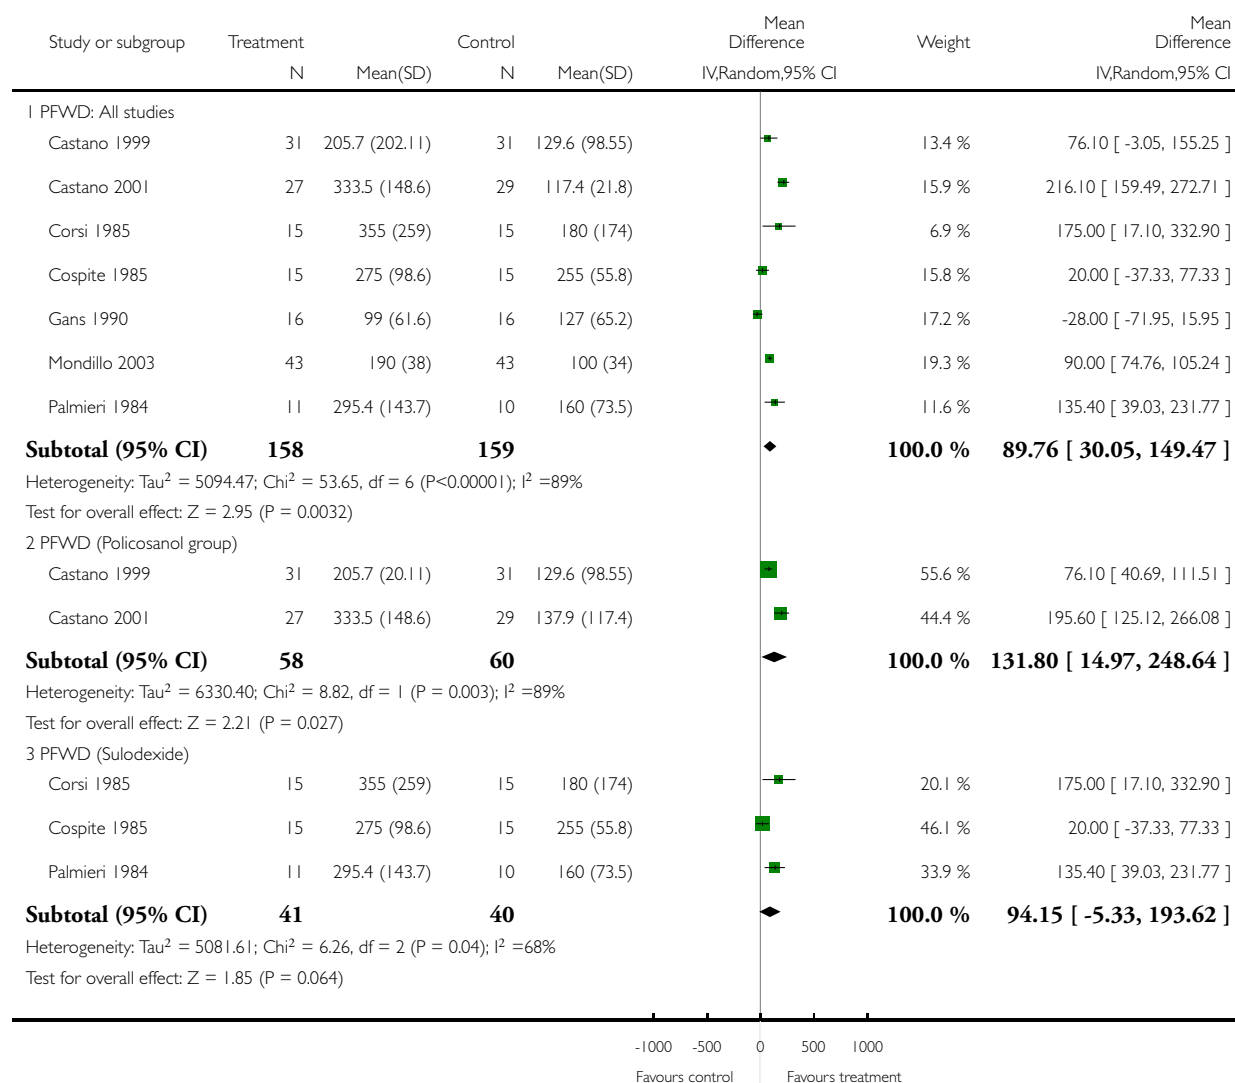 Mean Mean
Study or subgroup Treatment Control Difference Weight Difference
N Mean(SD) N Mean(SD) IV,Random,95% CI IV,Random,95% CI
1 PFWD: All studies
Castano 1999 31 205.7 (202.11) 31 129.6 (98.55) 13.4 % 76.10 [ -3.05, 155.25 ]
Castano 2001 27 333.5 (148.6) 29 117.4 (21.8) 15.9 % 216.10 [ 159.49, 272.71 ]
Corsi 1985 15 355 (259) 15 180 (174) 6.9 % 175.00 [ 17.10, 332.90 ]
Cospite 1985 15 275 (98.6) 15 255 (55.8) 15.8 % 20.00 [ -37.33, 77.33 ]
Gans 1990 16 99 (61.6) 16 127 (65.2) 17.2 % -28.00 [ -71.95, 15.95 ]
Mondillo 2003 43 190 (38) 43 100 (34) 19.3 % 90.00 [ 74.76, 105.24 ]
Palmieri 1984 11 295.4 (143.7) 10 160 (73.5) 11.6 % 135.40 [ 39.03, 231.77 ]
Subtotal (95% CI) 158 159 100.0 % 89.76 [ 30.05, 149.47 ]
Heterogeneity: Tau² = 5094.47; Chi² = 53.65, df = 6 (P<0.00001); I² =89%
Test for overall effect: Z = 2.95 (P = 0.0032)
2 PFWD (Policosanol group)
Castano 1999 31 205.7 (20.11) 31 129.6 (98.55) 55.6 % 76.10 [ 40.69, 111.51 ]
Castano 2001 27 333.5 (148.6) 29 137.9 (117.4) 44.4 % 195.60 [ 125.12, 266.08 ]
Subtotal (95% CI) 58 60 100.0 % 131.80 [ 14.97, 248.64 ]
Heterogeneity: Tau² = 6330.40; Chi² = 8.82, df = 1 (P = 0.003); I² =89%
Test for overall effect: Z = 2.21 (P = 0.027)
3 PFWD (Sulodexide)
Corsi 1985 15 355 (259) 15 180 (174) 20.1 % 175.00 [ 17.10, 332.90 ]
Cospite 1985 15 275 (98.6) 15 255 (55.8) 46.1 % 20.00 [ -37.33, 77.33 ]
Palmieri 1984 11 295.4 (143.7) 10 160 (73.5) 33.9 % 135.40 [ 39.03, 231.77 ]
Subtotal (95% CI) 41 40 100.0 % 94.15 [ -5.33, 193.62 ]
Heterogeneity: Tau² = 5081.61; Chi² = 6.26, df = 2 (P = 0.04); I² =68%
Test for overall effect: Z = 1.85 (P = 0.064)
-1000 -500 0 500 1000
Favours control Favours treatment